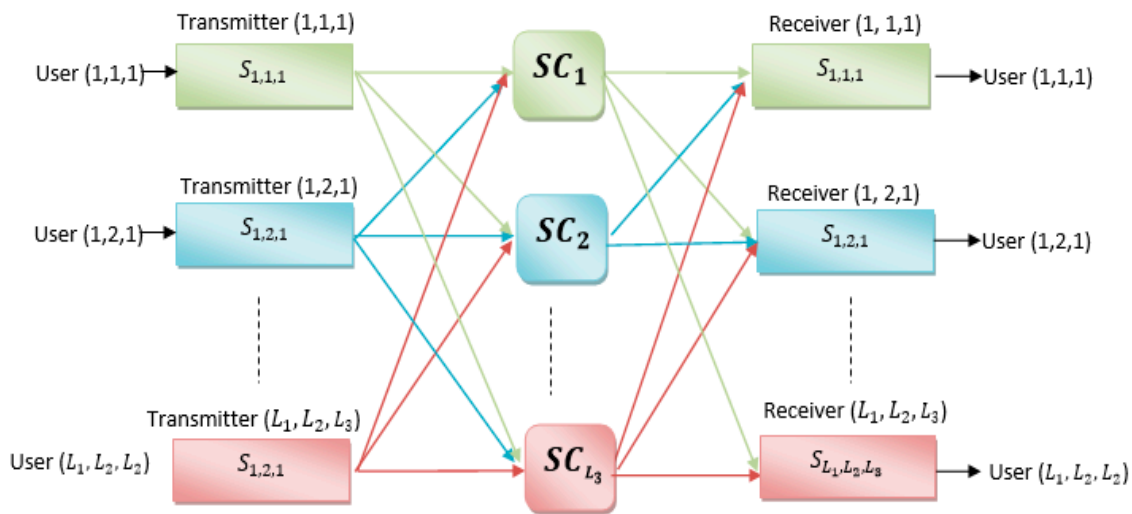 Transmitter (1,1,1)
Receiver (1, 1,1)
User (1,1,1)
S₁,₁,₁
SC₁
S₁,₁,₁
User (1,1,1)
Transmitter (1,2,1)
Receiver (1, 2,1)
User (1,2,1)
S₁,₂,₁
SC₂
S₁,₂,₁
User (1,2,1)
Transmitter (L₁, L₂, L₃)
Receiver (L₁, L₂, L₃)
User (L₁, L₂, L₂)
S₁,₂,₁
SC_L₃
S_L₁,L₂,L₃
User (L₁, L₂, L₂)